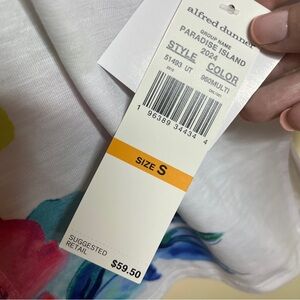 alfred dunner
GROUP NAME
PARADISE ISLAND
2024
STYLE COLOR
51493 UT 960MULTI
1 96389 34434 4
SIZE S
SUGGESTED
RETAIL $59.50